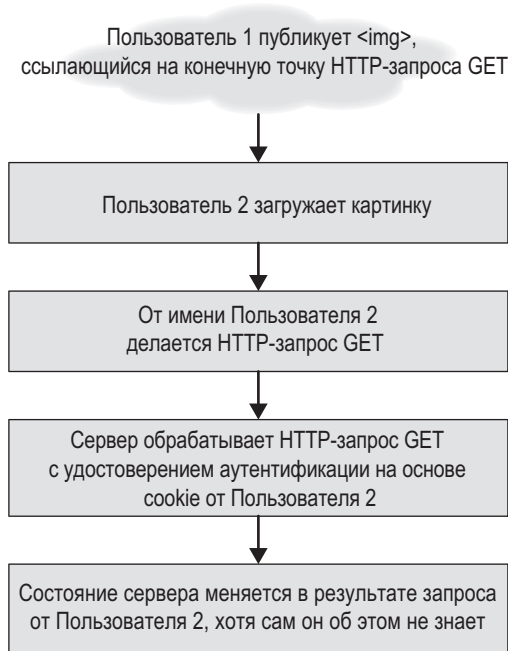 Пользователь 1 публикует <img>,
ссылающийся на конечную точку HTTP-запроса GET
Пользователь 2 загружает картинку
От имени Пользователя 2
делается HTTP-запрос GET
Сервер обрабатывает HTTP-запрос GET
с удостоверением аутентификации на основе
cookie от Пользователя 2
Состояние сервера меняется в результате запроса
от Пользователя 2, хотя сам он об этом не знает